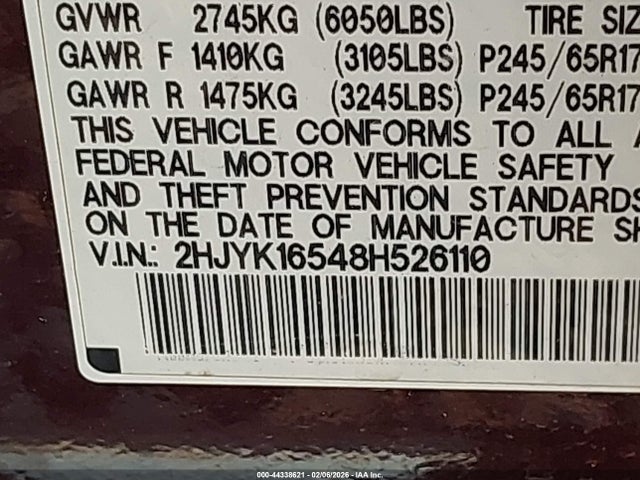 GVWR 2745KG (6050LBS) TIRE SIZ
GAWR F 1410KG (3105LBS) P245/65R17
GAWR R 1475KG (3245LBS) P245/65R17
THIS VEHICLE CONFORMS TO ALL A
FEDERAL MOTOR VEHICLE SAFETY
AND THEFT PREVENTION STANDARDS
ON THE DATE OF MANUFACTURE SH
V.I.N.: 2HJYK16548H526110
000-44338621 - 02/06/2026 - IAA Inc.